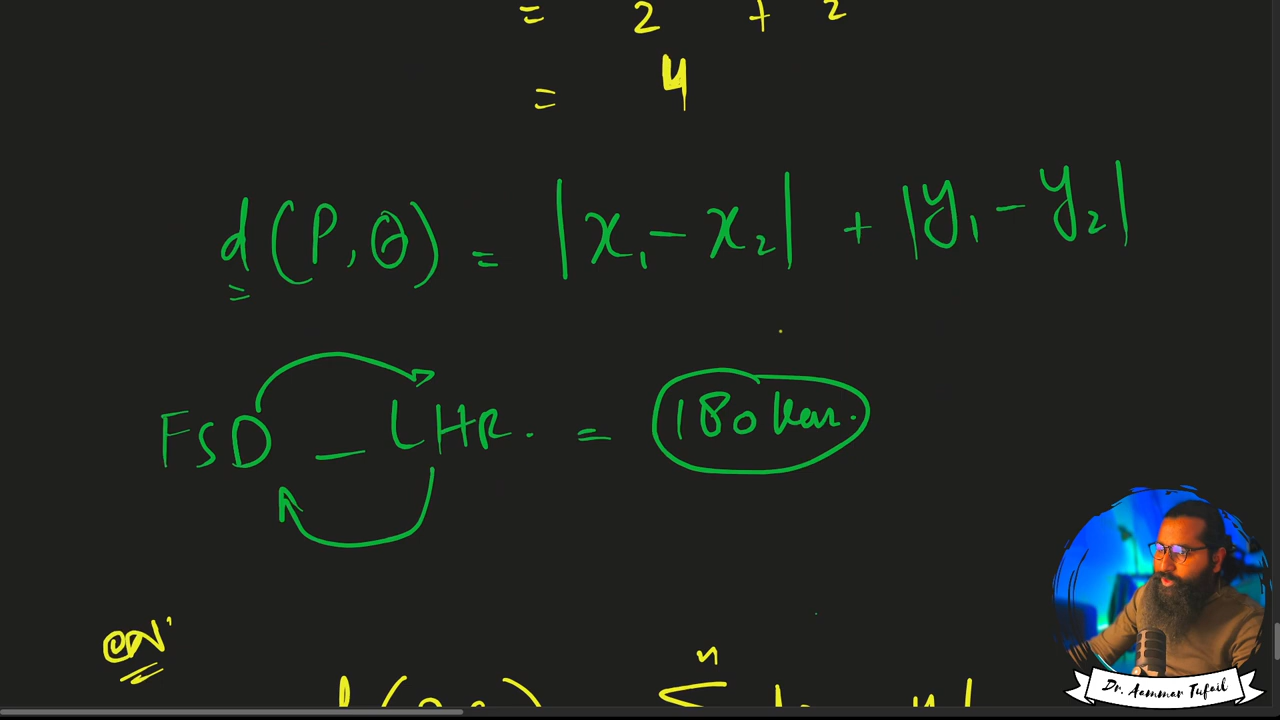 = 2 + 2
= 4
d(P,Q) = |x₁ - x₂| + |y₁ - y₂|
FSD - LHR. = 180 km.
n
Dr. Aammar Tufail